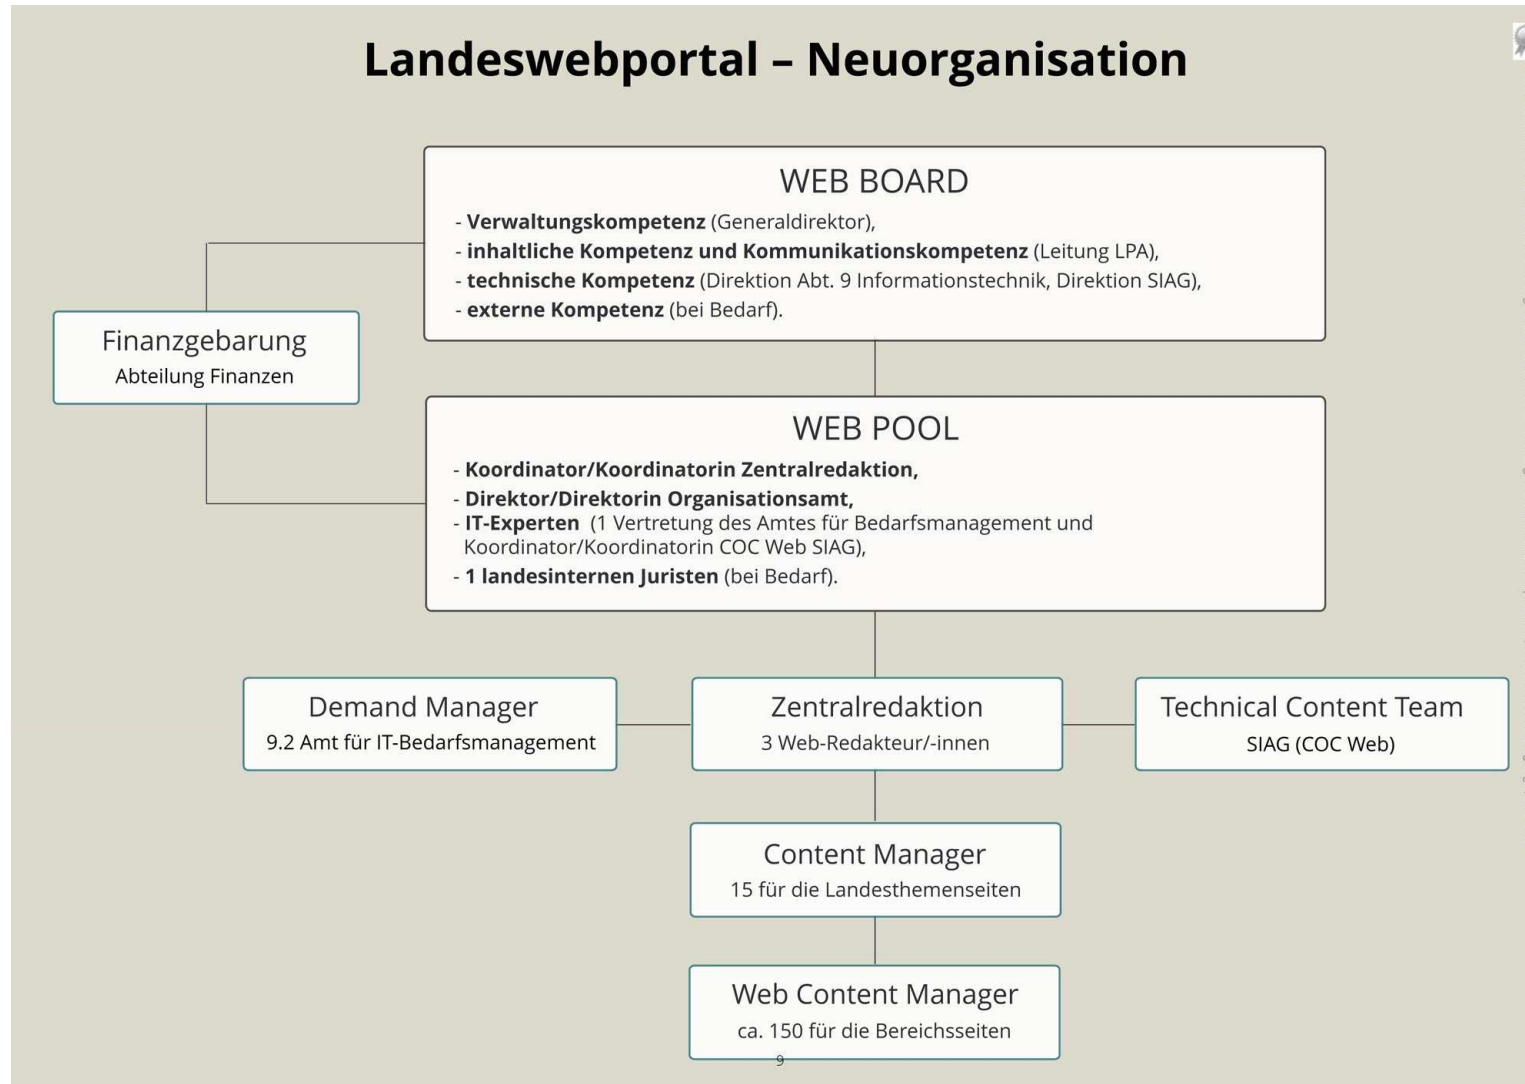 Landeswebportal – Neuorganisation
WEB BOARD
- Verwaltungskompetenz (Generaldirektor),
- inhaltliche Kompetenz und Kommunikationskompetenz (Leitung LPA),
- technische Kompetenz (Direktion Abt. 9 Informationstechnik, Direktion SIAG),
- externe Kompetenz (bei Bedarf).
Finanzgebarung
Abteilung Finanzen
WEB POOL
- Koordinator/Koordinatorin Zentralredaktion,
- Direktor/Direktorin Organisationsamt,
- IT-Experten (1 Vertretung des Amtes für Bedarfsmanagement und
Koordinator/Koordinatorin COC Web SIAG),
- 1 landesinternen Juristen (bei Bedarf).
Demand Manager
9.2 Amt für IT-Bedarfsmanagement
Zentralredaktion
3 Web-Redakteur/-innen
Technical Content Team
SIAG (COC Web)
Content Manager
15 für die Landesthemenseiten
Web Content Manager
ca. 150 für die Bereichsseiten
9